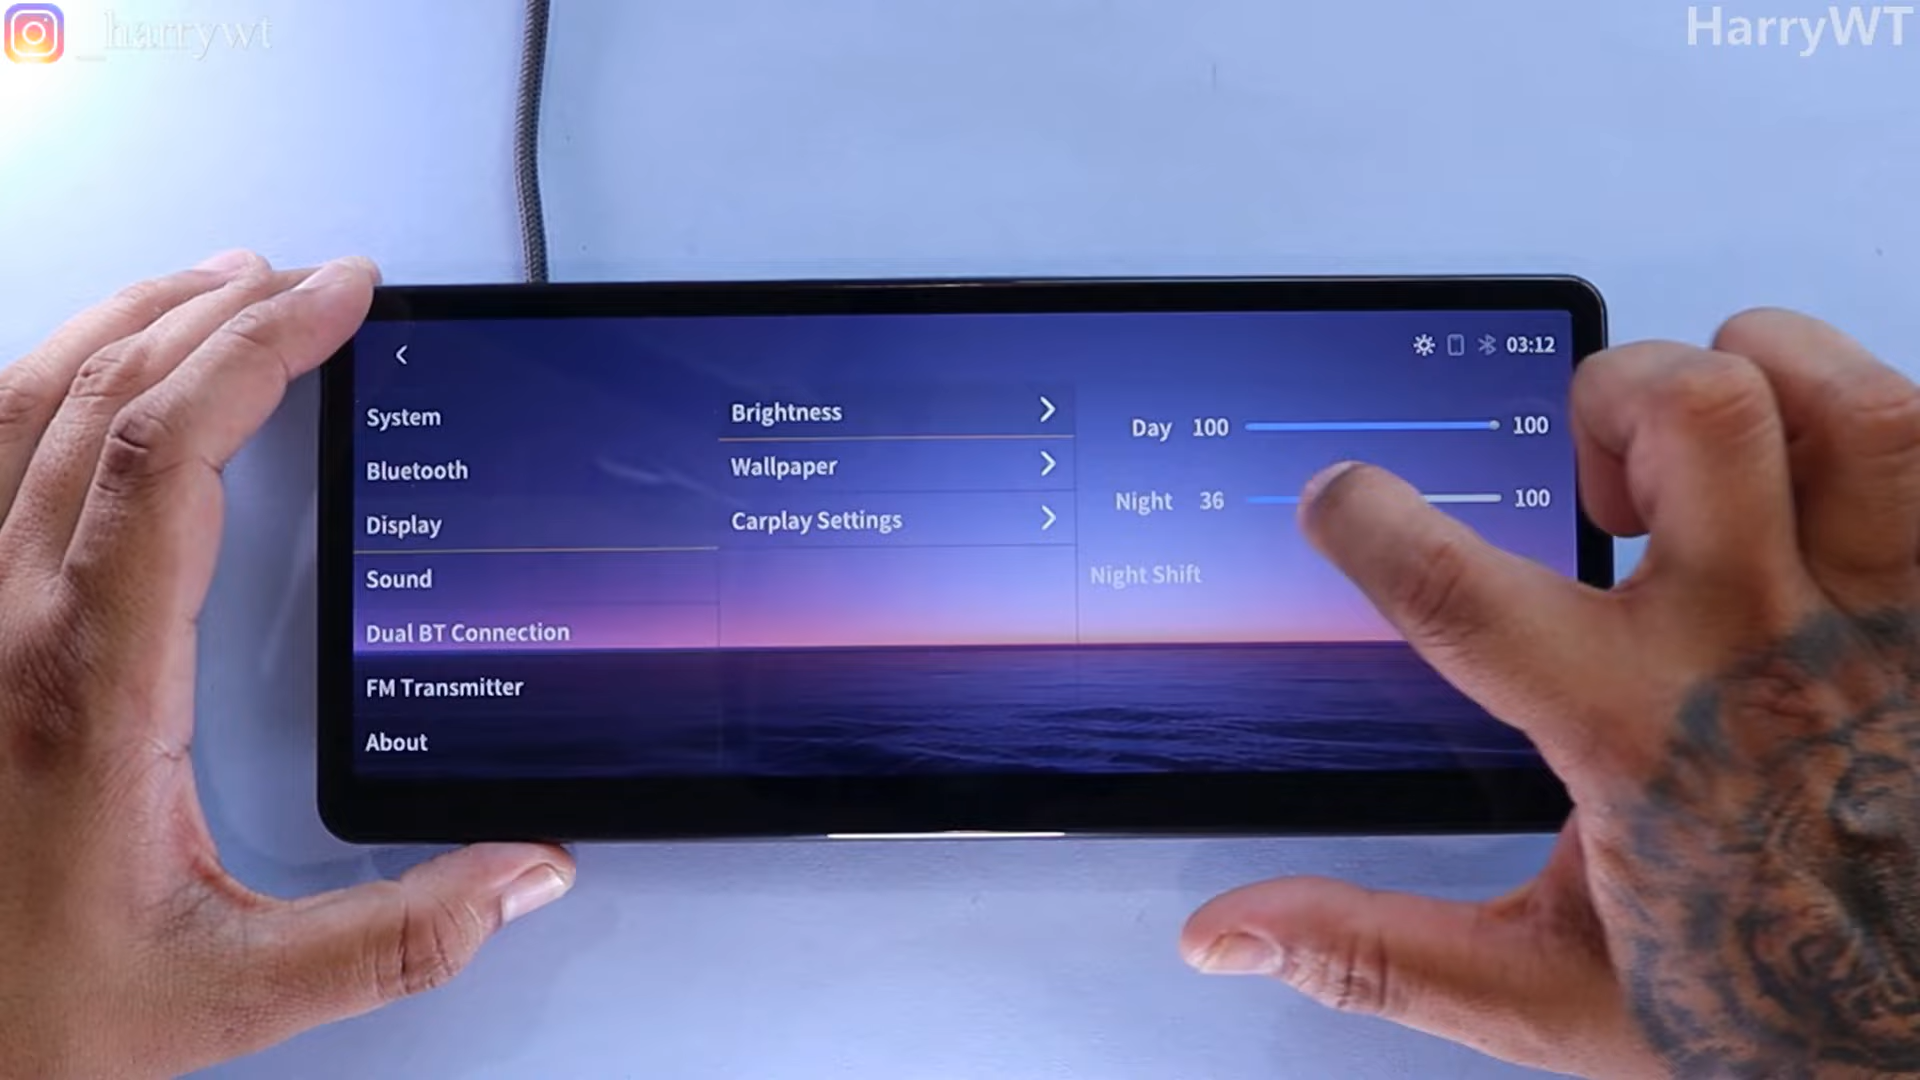 _harrywt
HarryWT
03:12
System
Bluetooth
Display
Sound
Dual BT Connection
FM Transmitter
About
Brightness
Wallpaper
Carplay Settings
Day 100 100
Night 36 100
Night Shift